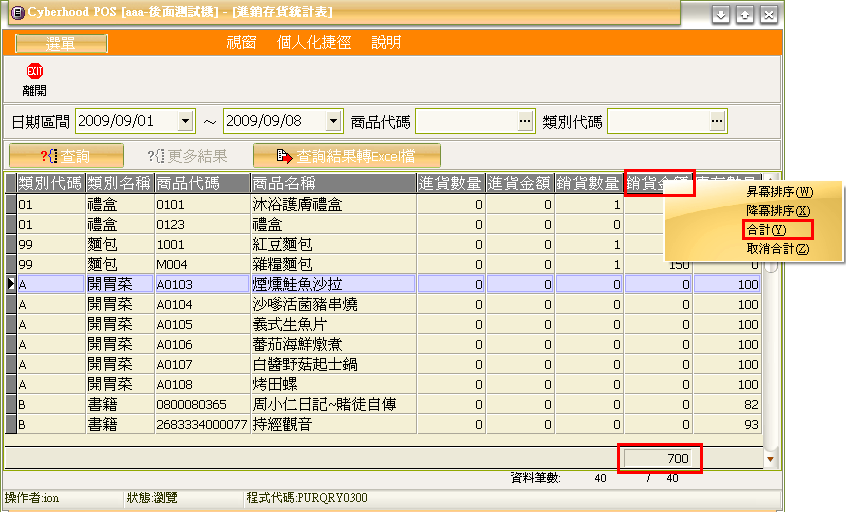 Cyberhood POS [aaa-後面測試機] - [進銷存貨統計表]
選單 視窗 個人化捷徑 說明
EXIT
離開
日期區間 2009/09/01 ～ 2009/09/08 商品代碼 ... 類別代碼 ...
?{} 查詢 ?{} 更多結果 查詢結果轉Excel檔
類別代碼 類別名稱 商品代碼 商品名稱 進貨數量 進貨金額 銷貨數量 銷貨金額
昇冪排序(W)
降冪排序(X)
合計(Y)
取消合計(Z)
01 禮盒 0101 沐浴護膚禮盒 0 0 1
01 禮盒 0123 禮盒 0 0
99 麵包 1001 紅豆麵包 0 0 1
99 麵包 M004 雜糧麵包 0 0 1 150 0
A 開胃菜 A0103 煙燻鮭魚沙拉 0 0 0 0 100
A 開胃菜 A0104 沙嗲活菌豬串燒 0 0 0 0 100
A 開胃菜 A0105 義式生魚片 0 0 0 0 100
A 開胃菜 A0106 蕃茄海鮮燉煮 0 0 0 0 100
A 開胃菜 A0107 白醬野菇起士鍋 0 0 0 0 100
A 開胃菜 A0108 烤田螺 0 0 0 0 100
B 書籍 0800080365 周小仁日記~賭徒自傳 0 0 0 0 82
B 書籍 2683334000077 持經觀音 0 0 0 0 93
700
資料筆數: 40 / 40
操作者:ion 狀態:瀏覽 程式代碼:PURQRY0300